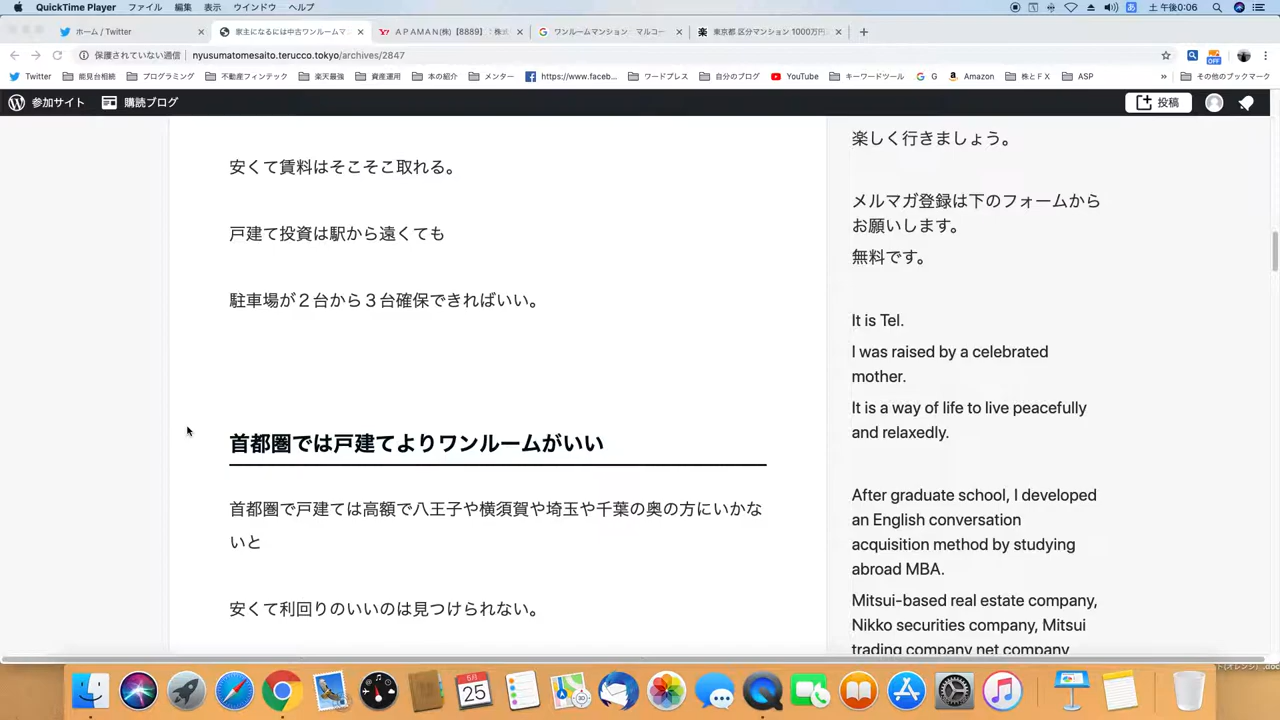 QuickTime Player ファイル 編集 表示 ウインドウ ヘルプ 土 午後0:06
ホーム / Twitter
家主になるには中古ワンルームマ
ＡＰＡＭＡＮ(株)【8889】：株式
ワンルームマンション　マルコー
東京都 区分マンション 1000万円
保護されていない通信 | nyusumatomesaito.terucco.tokyo/archives/2847
Twitter 能見台相続 プログラミング 不動産フィンテック 楽天最強 資産運用 本の紹介 メンター https://www.faceb... ワードプレス 自分のブログ YouTube キーワードツール G Amazon 株とＦＸ ASP » その他のブックマーク
参加サイト 購読ブログ 投稿
安くて賃料はそこそこ取れる。
戸建て投資は駅から遠くても
駐車場が２台から３台確保できればいい。
首都圏では戸建てよりワンルームがいい
首都圏で戸建ては高額で八王子や横須賀や埼玉や千葉の奥の方にいかな
いと
安くて利回りのいいのは見つけられない。
楽しく行きましょう。
メルマガ登録は下のフォームから
お願いします。
無料です。
It is Tel.
I was raised by a celebrated
mother.
It is a way of life to live peacefully
and relaxedly.
After graduate school, I developed
an English conversation
acquisition method by studying
abroad MBA.
Mitsui-based real estate company,
Nikko securities company, Mitsui
trading company net company
5月
25